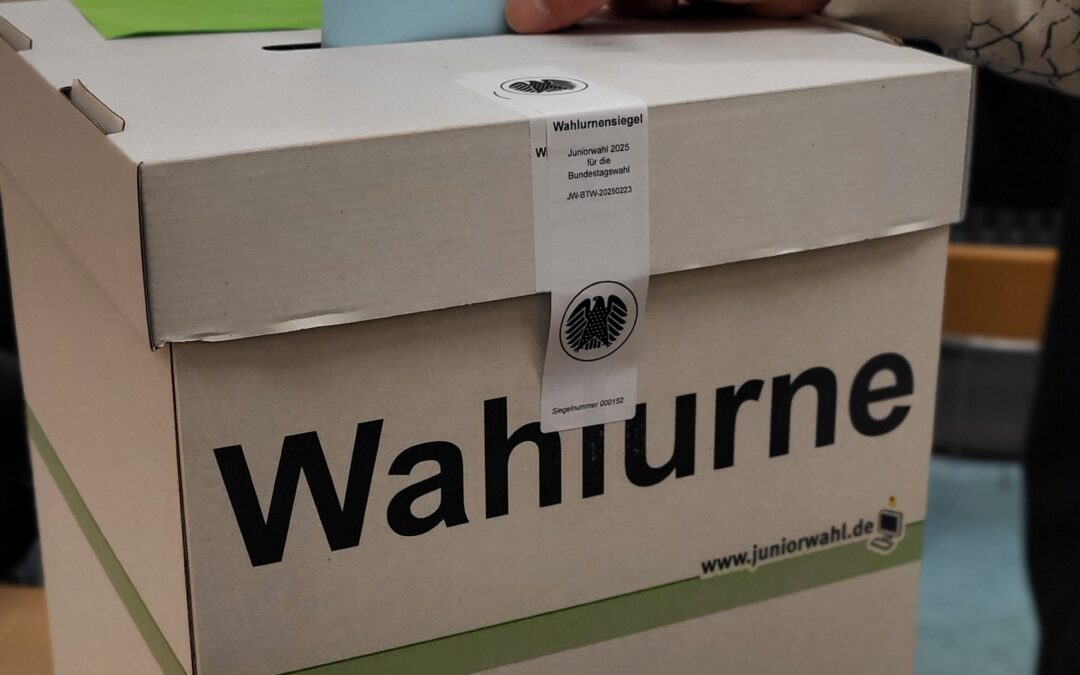 Wahlurnensiegel
W
Juniorwahl 2025
für die
Bundestagswahl
JW-BTW-20250223
Siegelnummer 000152
Wahlurne
www.juniorwahl.de